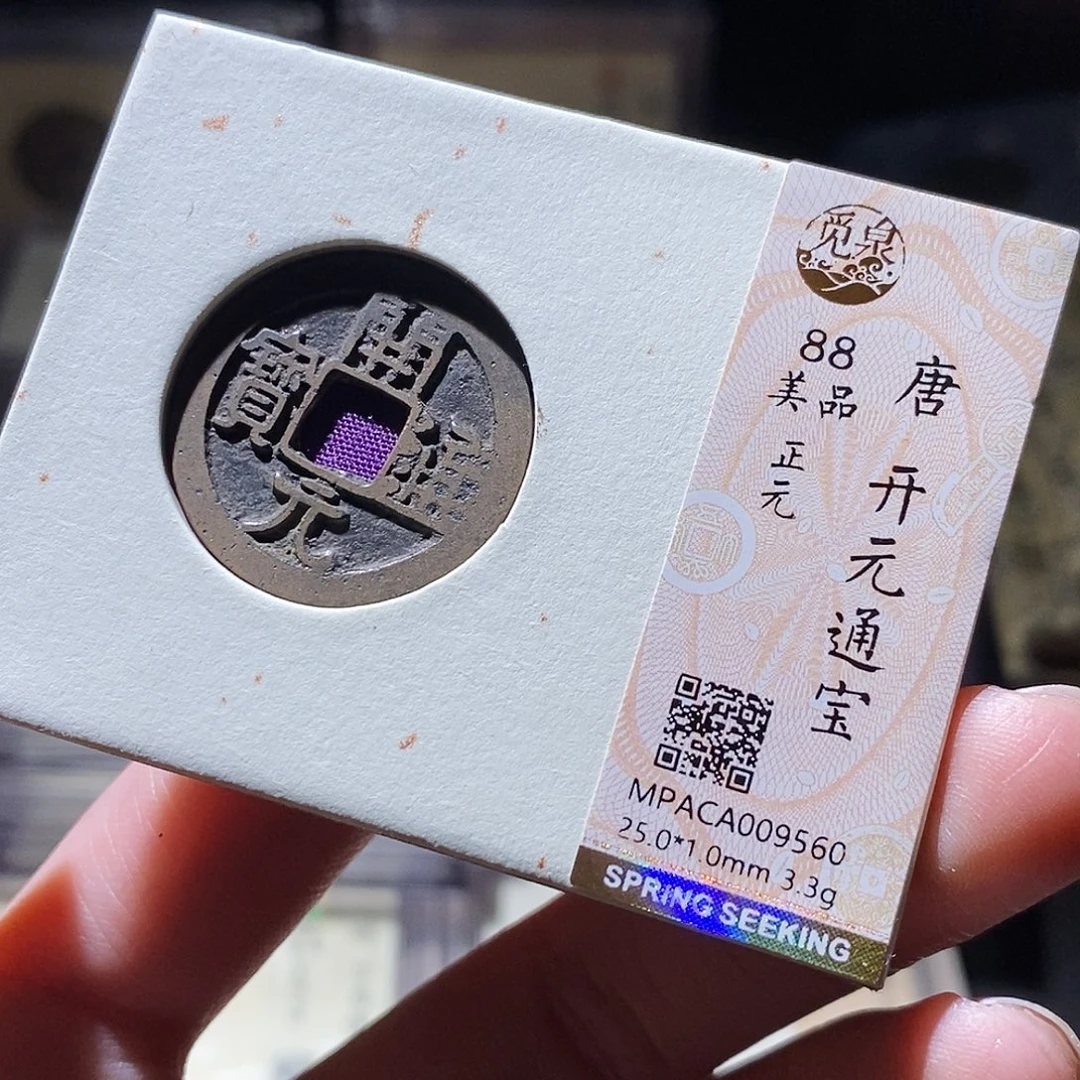 開元通寳
觅泉
88
美品
正元
唐 开元通宝
MPACA009560
25.0*1.0mm 3.3g
SPRING SEEKING